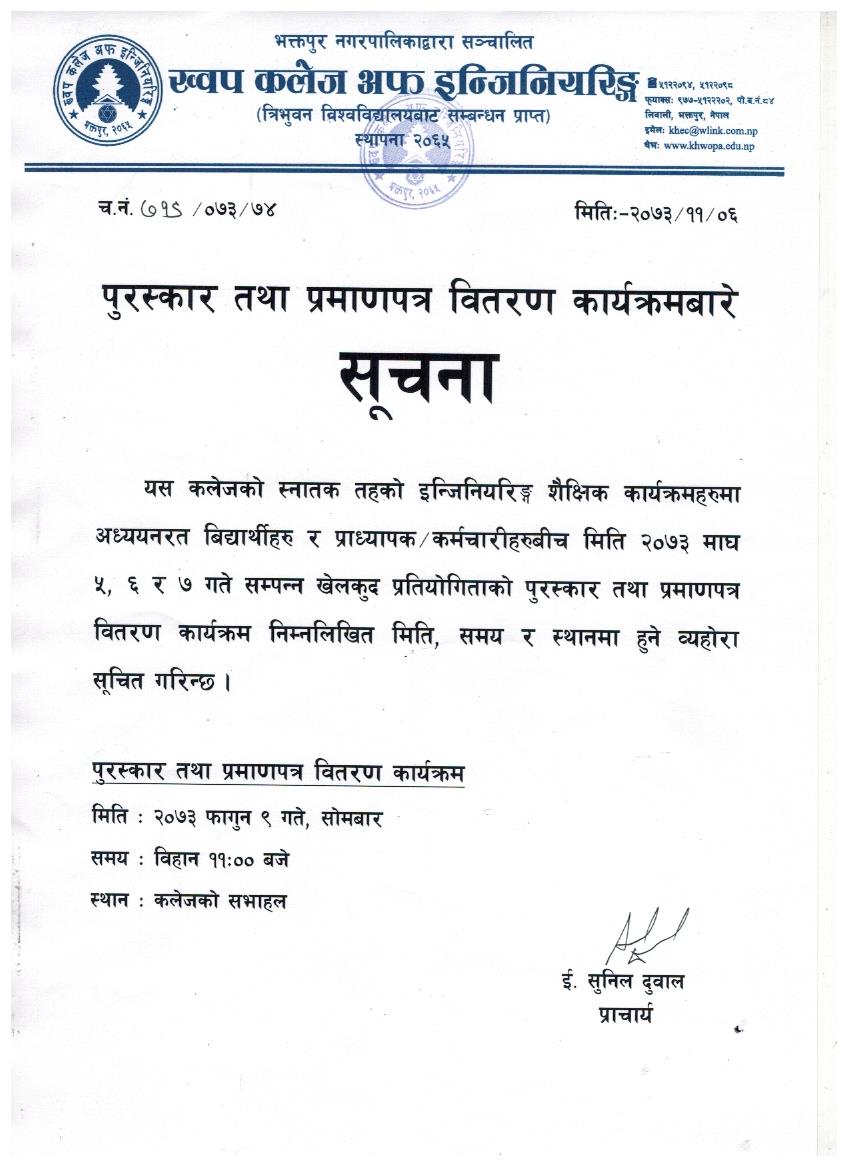 भक्तपुर नगरपालिकाद्वारा सञ्चालित
ख्वप कलेज अफ इन्जिनियरिङ्ग
(त्रिभुवन विश्वविद्यालयबाट सम्बन्धन प्राप्त)
स्थापना २०६५
ख्वप कलेज अफ इन्जिनियरिङ्ग
भक्तपुर, २०६५
☎ ५१२२०९४, ५१२२०९८
फ्याक्सः ९७७-५१२२२०२, पो.ब.नं.८४
लिवाली, भक्तपुर, नेपाल
इमेलः khec@wlink.com.np
वेभः www.khwopa.edu.np
भक्तपुर, २०६५
च.नं. ७१९ /०७३/७४
मितिः-२०७३/११/०६
पुरस्कार तथा प्रमाणपत्र वितरण कार्यक्रमबारे
सूचना
यस कलेजको स्नातक तहको इन्जिनियरिङ्ग शैक्षिक कार्यक्रमहरुमा
अध्ययनरत बिद्यार्थीहरु र प्राध्यापक/कर्मचारीहरुबीच मिति २०७३ माघ
५, ६ र ७ गते सम्पन्न खेलकुद प्रतियोगिताको पुरस्कार तथा प्रमाणपत्र
वितरण कार्यक्रम निम्नलिखित मिति, समय र स्थानमा हुने व्यहोरा
सूचित गरिन्छ ।
पुरस्कार तथा प्रमाणपत्र वितरण कार्यक्रम
मिति : २०७३ फागुन ९ गते, सोमबार
समय : विहान ११:०० बजे
स्थान : कलेजको सभाहल
ई. सुनिल दुवाल
प्राचार्य